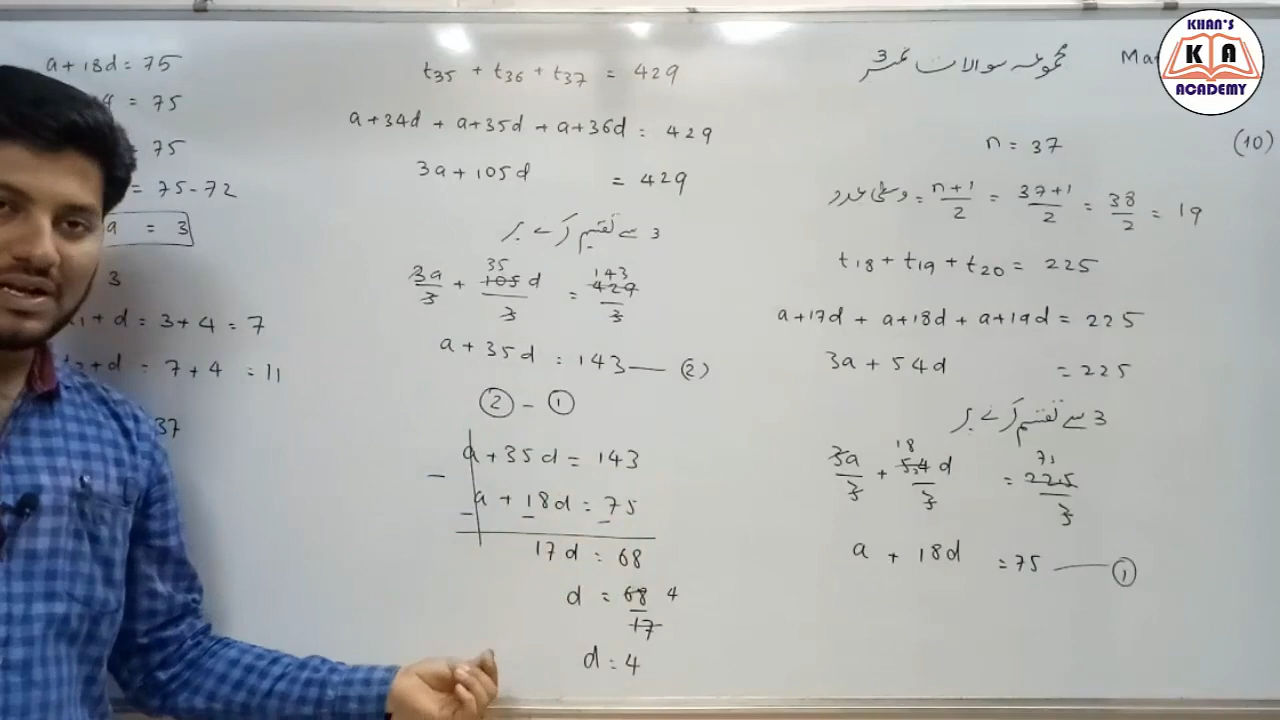 KHAN'S
K A
ACADEMY
مجموعہ سوالات نمبر 3
(10)
n = 37
وسطی عدد = n+1/2 = 37+1/2 = 38/2 = 19
t18 + t19 + t20 = 225
a+17d + a+18d + a+19d = 225
3a + 54d = 225
3 سے تقسیم کرنے پر
3a/3 + 54d/3 = 225/3
18
a + 18d = 75 —— ①
t35 + t36 + t37 = 429
a+34d + a+35d + a+36d = 429
3a + 105d = 429
3 سے تقسیم کرنے پر
35 143
3a/3 + 105d/3 = 429/3
a + 35d = 143 —— (2)
② - ①
a + 35d = 143
−
a + 18d = 75
− − −
17d = 68
d = 68/17 4
d = 4
a + 18d = 75
= 75
75
= 75 - 72
a = 3
3
+ d = 3 + 4 = 7
+ d = 7 + 4 = 11
37